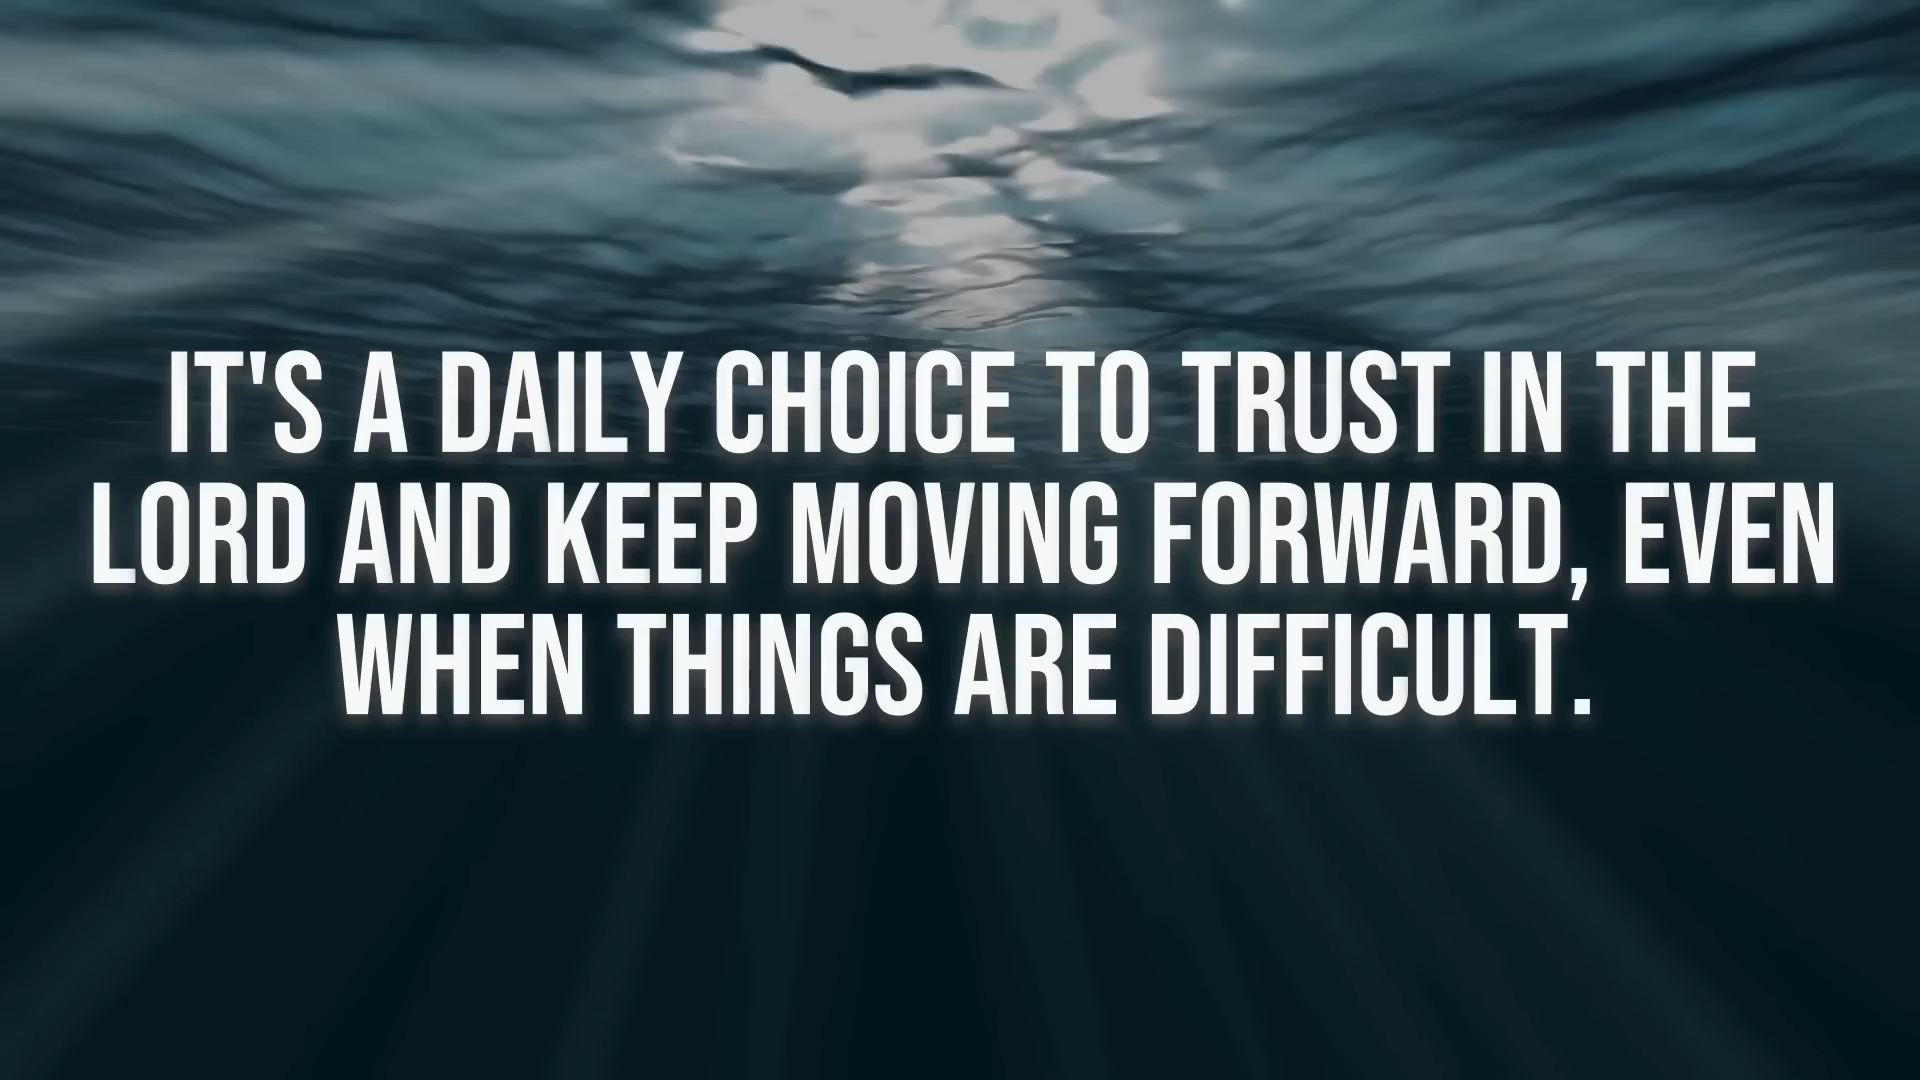 IT'S A DAILY CHOICE TO TRUST IN THE
LORD AND KEEP MOVING FORWARD, EVEN
WHEN THINGS ARE DIFFICULT.